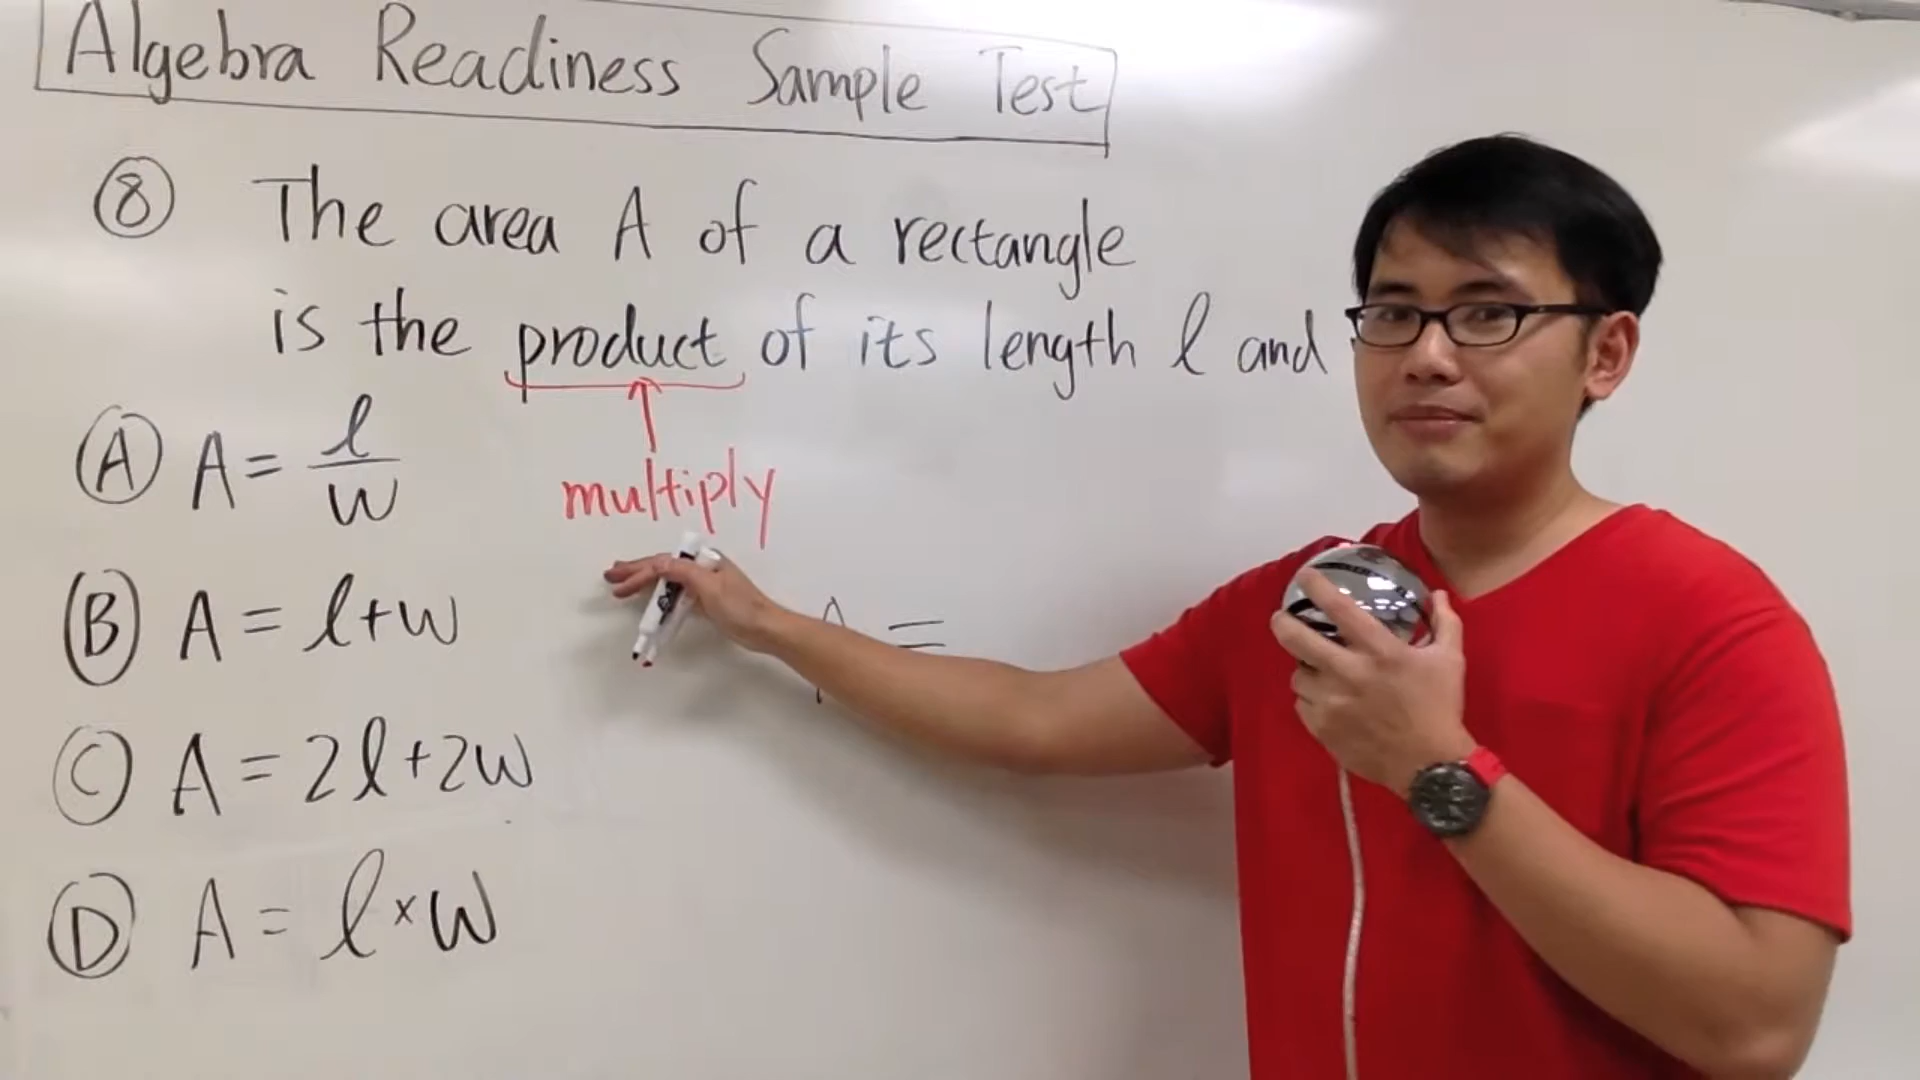 Algebra Readiness Sample Test
⑧ The area A of a rectangle
is the product of its length l and
multiply
Ⓐ A = l/w
Ⓑ A = l+w
A =
Ⓒ A = 2l+2w
Ⓓ A = l×w